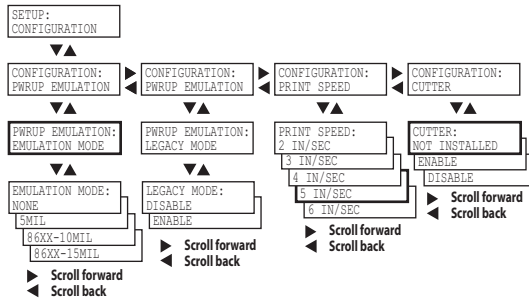 SETUP:
CONFIGURATION
CONFIGURATION:
PWRUP EMULATION
CONFIGURATION:
PWRUP EMULATION
CONFIGURATION:
PRINT SPEED
CONFIGURATION:
CUTTER
PWRUP EMULATION:
EMULATION MODE
PWRUP EMULATION:
LEGACY MODE
PRINT SPEED:
2 IN/SEC
3 IN/SEC
4 IN/SEC
5 IN/SEC
6 IN/SEC
CUTTER:
NOT INSTALLED
ENABLE
DISABLE
EMULATION MODE:
NONE
5MIL
86XX-10MIL
86XX-15MIL
LEGACY MODE:
DISABLE
ENABLE
Scroll forward
Scroll back
Scroll forward
Scroll back
Scroll forward
Scroll back
Scroll forward
Scroll back